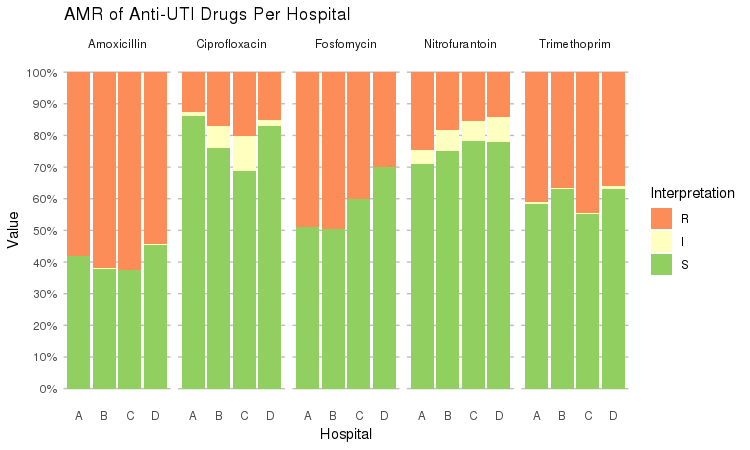 AMR of Anti-UTI Drugs Per Hospital
Amoxicillin Ciprofloxacin Fosfomycin Nitrofurantoin Trimethoprim
100%
90%
80%
70%
60%
50%
40%
30%
20%
10%
0%
Value
A B C D A B C D A B C D A B C D A B C D
Hospital
Interpretation
R
I
S